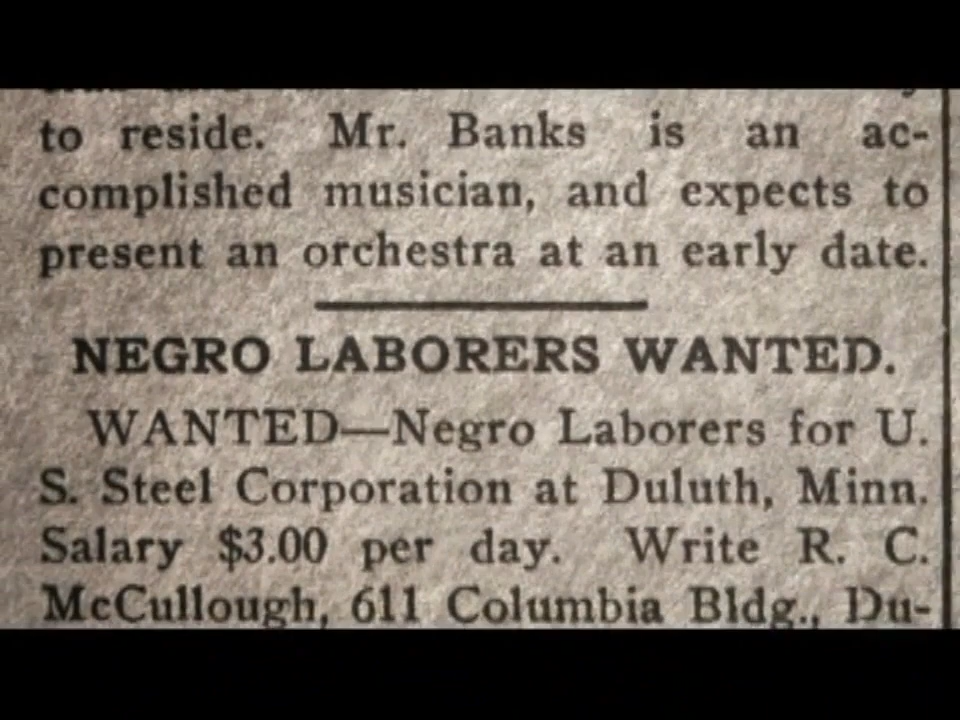 to reside. Mr. Banks is an ac-
complished musician, and expects to
present an orchestra at an early date.
NEGRO LABORERS WANTED.
WANTED—Negro Laborers for U.
S. Steel Corporation at Duluth, Minn.
Salary $3.00 per day. Write R. C.
McCullough, 611 Columbia Bldg., Du-